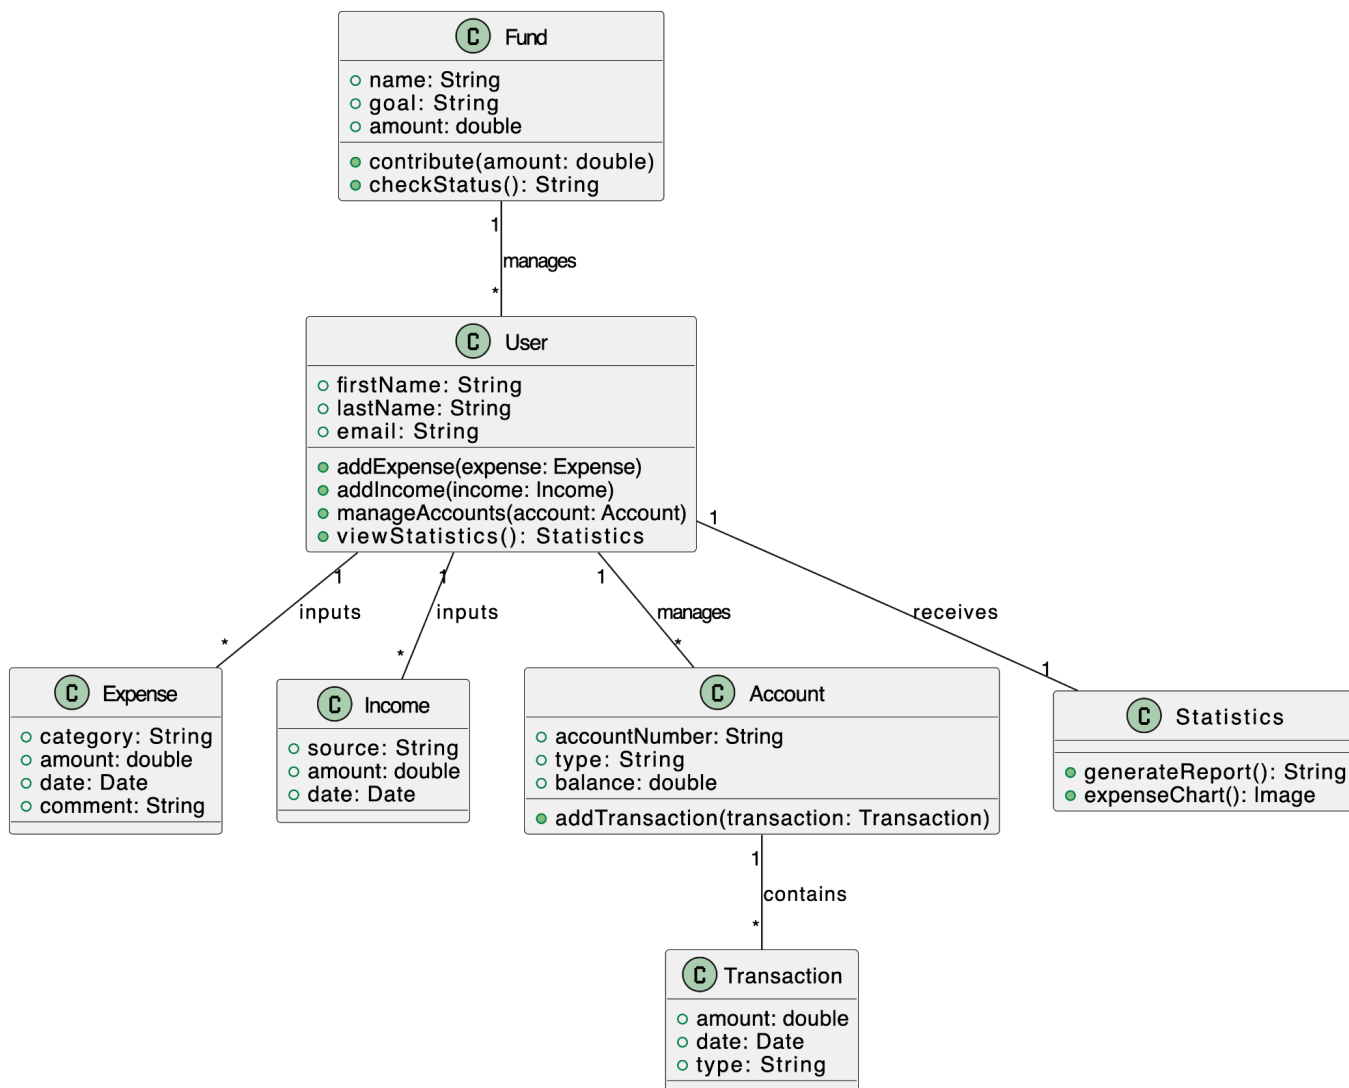 C Fund
name: String
goal: String
amount: double
contribute(amount: double)
checkStatus(): String
1
manages
*
C User
firstName: String
lastName: String
email: String
addExpense(expense: Expense)
addIncome(income: Income)
manageAccounts(account: Account)
viewStatistics(): Statistics
1
inputs
*
1
inputs
*
1
manages
*
1
receives
1
C Expense
category: String
amount: double
date: Date
comment: String
C Income
source: String
amount: double
date: Date
C Account
accountNumber: String
type: String
balance: double
addTransaction(transaction: Transaction)
C Statistics
generateReport(): String
expenseChart(): Image
1
contains
*
C Transaction
amount: double
date: Date
type: String